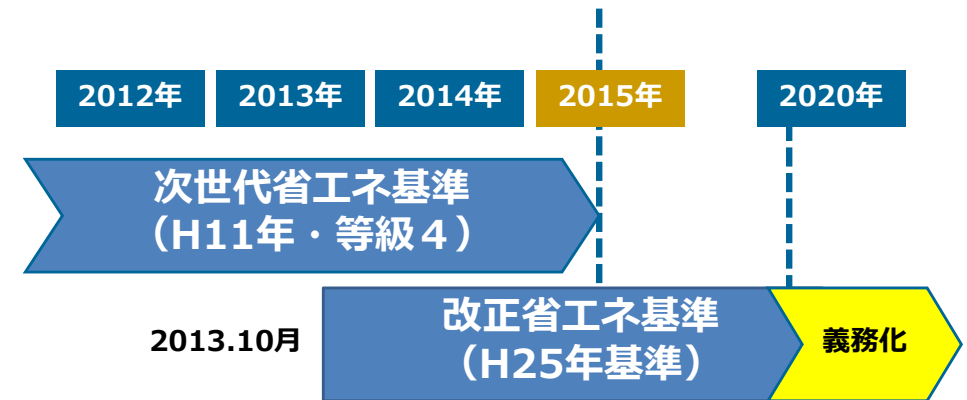 2012年
2013年
2014年
2015年
2020年
次世代省エネ基準
（H11年・等級４）
2013.10月
改正省エネ基準
（H25年基準）
義務化